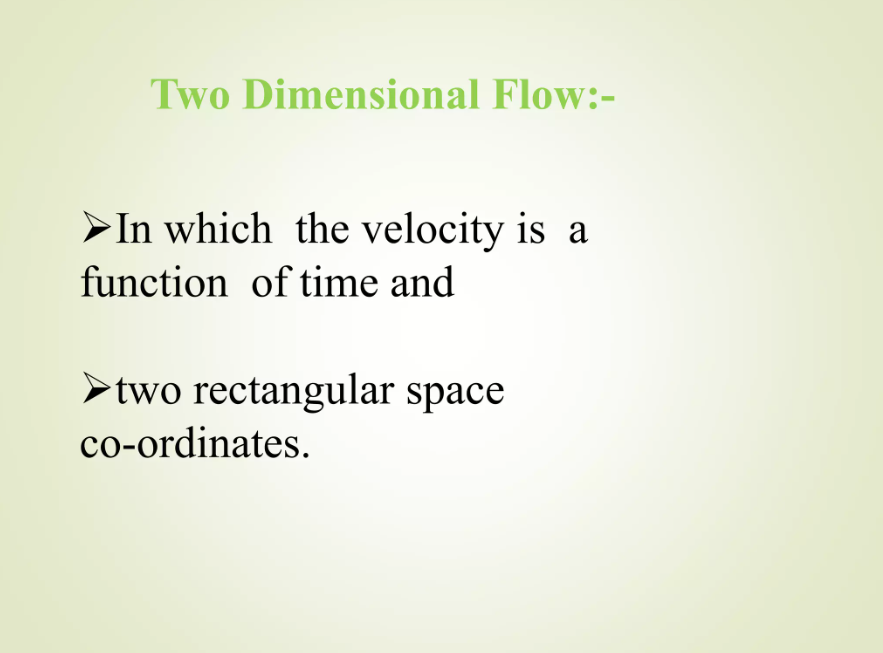 Two Dimensional Flow:-
➢In which the velocity is a
function of time and
➢two rectangular space
co-ordinates.